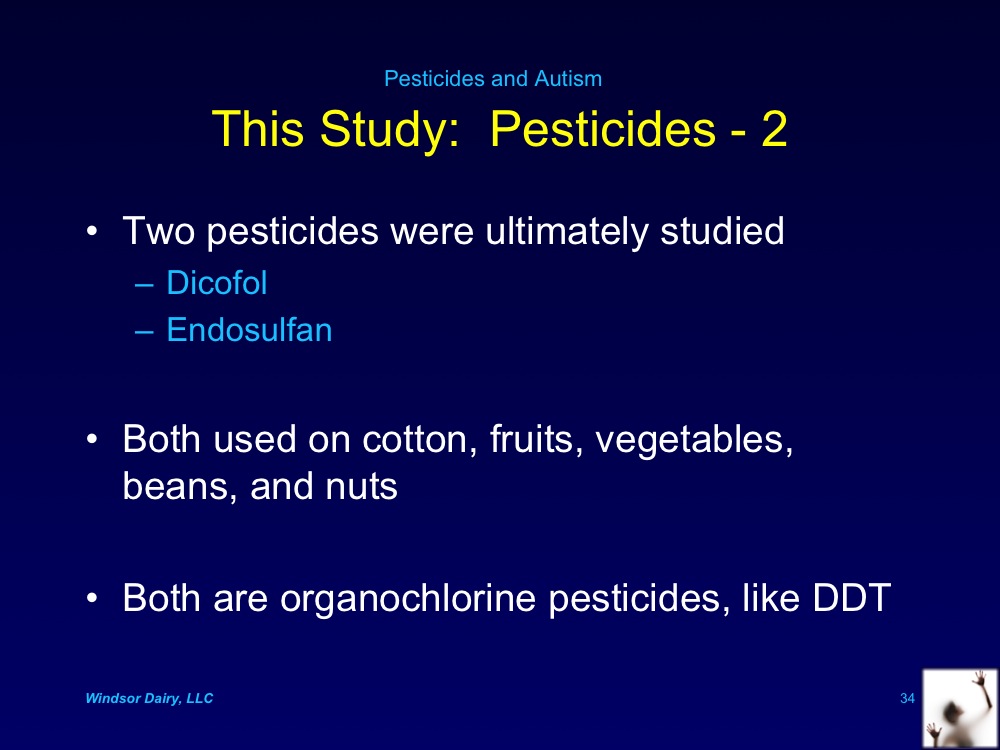 Pesticides and Autism
This Study: Pesticides - 2
• Two pesticides were ultimately studied
– Dicofol
– Endosulfan
• Both used on cotton, fruits, vegetables,
beans, and nuts
• Both are organochlorine pesticides, like DDT
Windsor Dairy, LLC
34